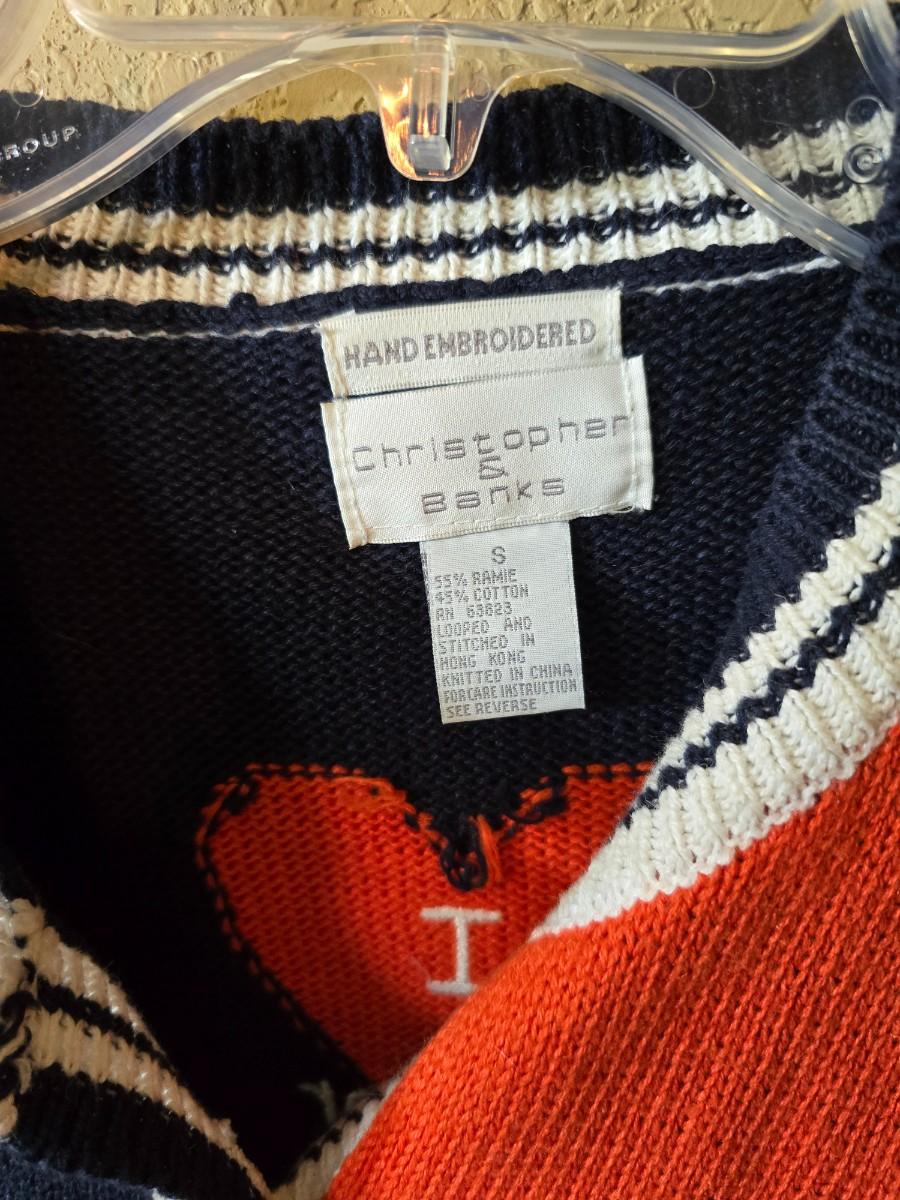 GROUP
HAND EMBROIDERED
Christopher
&
Banks
S
55% RAMIE
45% COTTON
RN 63823
LOOPED AND
STITCHED IN
HONG KONG
KNITTED IN CHINA
FOR CARE INSTRUCTION
SEE REVERSE
I